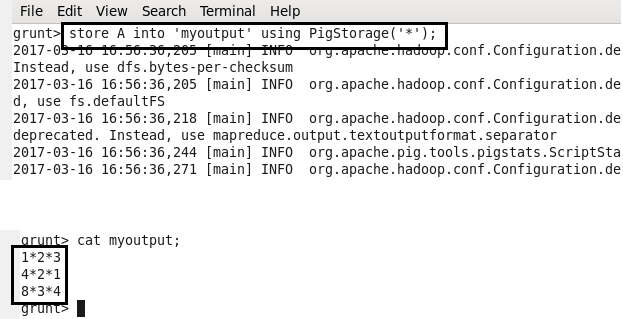 File Edit View Search Terminal Help
grunt> store A into 'myoutput' using PigStorage('*');
2017-03-16 16:56:36,205 [main] INFO  org.apache.hadoop.conf.Configuration.de
Instead, use dfs.bytes-per-checksum
2017-03-16 16:56:36,205 [main] INFO  org.apache.hadoop.conf.Configuration.de
d, use fs.defaultFS
2017-03-16 16:56:36,218 [main] INFO  org.apache.hadoop.conf.Configuration.de
deprecated. Instead, use mapreduce.output.textoutputformat.separator
2017-03-16 16:56:36,244 [main] INFO  org.apache.pig.tools.pigstats.ScriptSta
2017-03-16 16:56:36,271 [main] INFO  org.apache.hadoop.conf.Configuration.de
grunt> cat myoutput;
1*2*3
4*2*1
8*3*4
grunt>